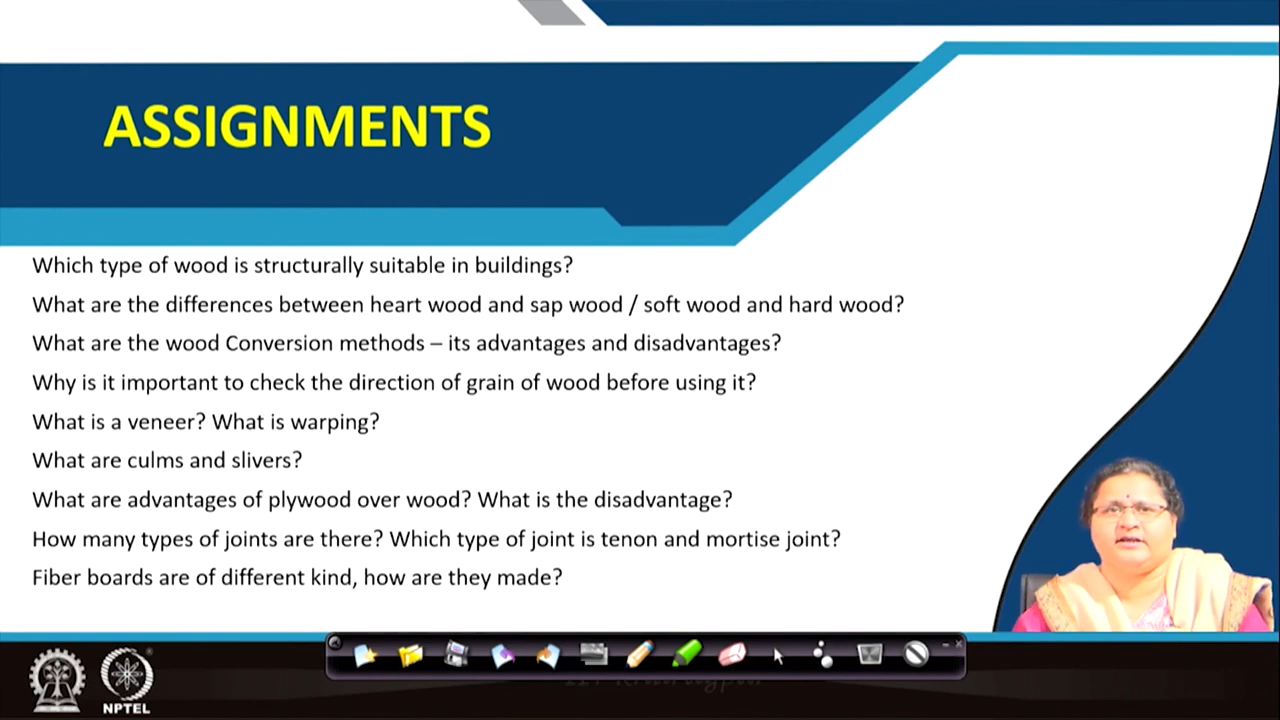 ASSIGNMENTS
Which type of wood is structurally suitable in buildings?
What are the differences between heart wood and sap wood / soft wood and hard wood?
What are the wood Conversion methods – its advantages and disadvantages?
Why is it important to check the direction of grain of wood before using it?
What is a veneer? What is warping?
What are culms and slivers?
What are advantages of plywood over wood? What is the disadvantage?
How many types of joints are there? Which type of joint is tenon and mortise joint?
Fiber boards are of different kind, how are they made?
NPTEL